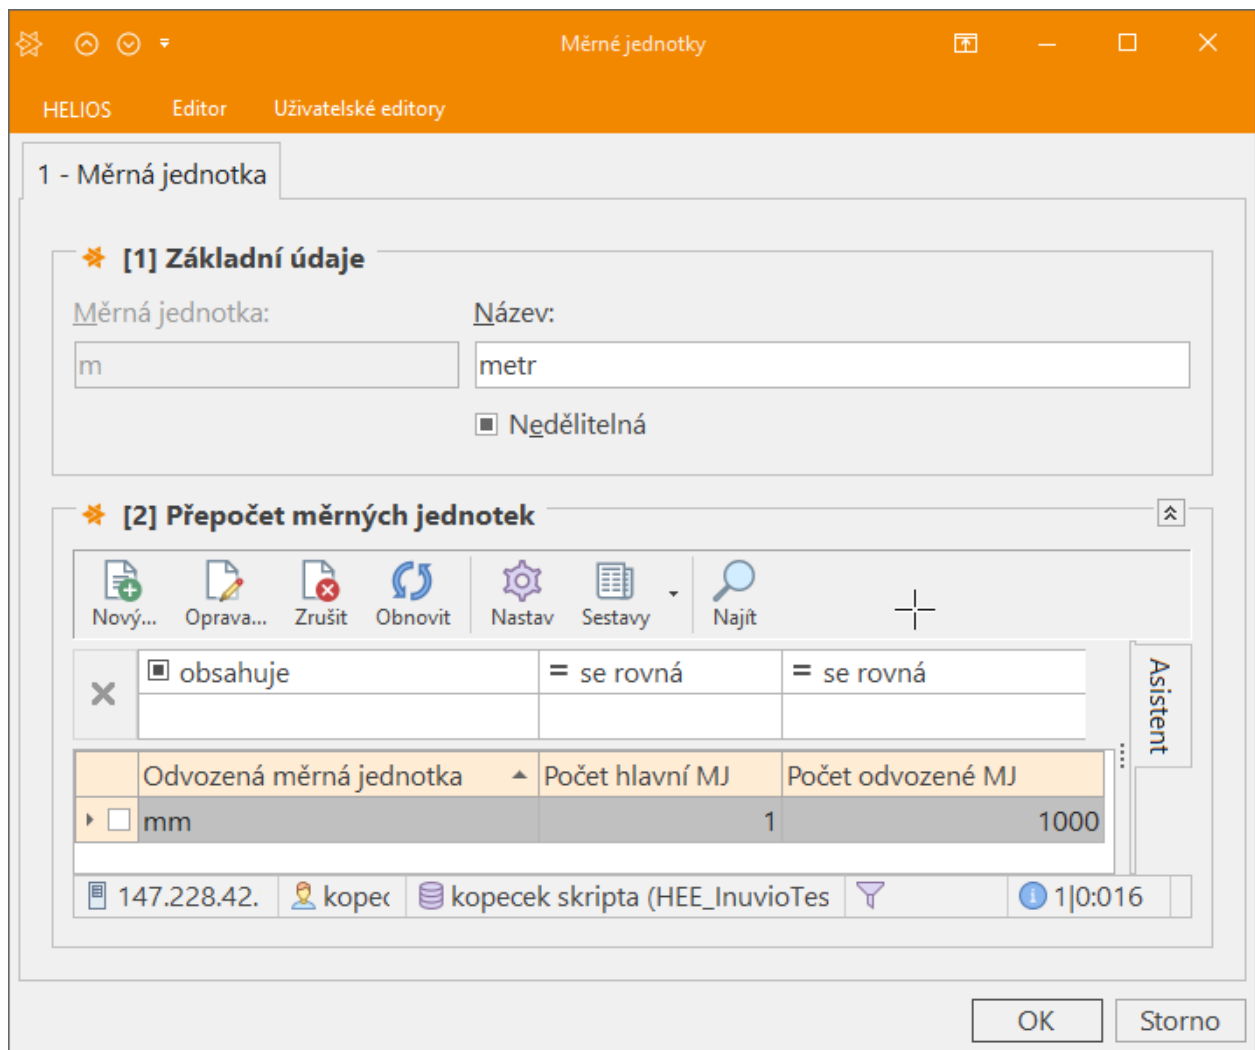 Měrné jednotky
HELIOS Editor Uživatelské editory
1 - Měrná jednotka
[1] Základní údaje
Měrná jednotka: Název:
m metr
Nedělitelná
[2] Přepočet měrných jednotek
Nový... Oprava... Zrušit Obnovit Nastav Sestavy Najít
obsahuje = se rovná = se rovná
Asistent
Odvozená měrná jednotka Počet hlavní MJ Počet odvozené MJ
mm 1 1000
147.228.42. kopec kopecek skripta (HEE_InuvioTes 1|0:016
OK Storno